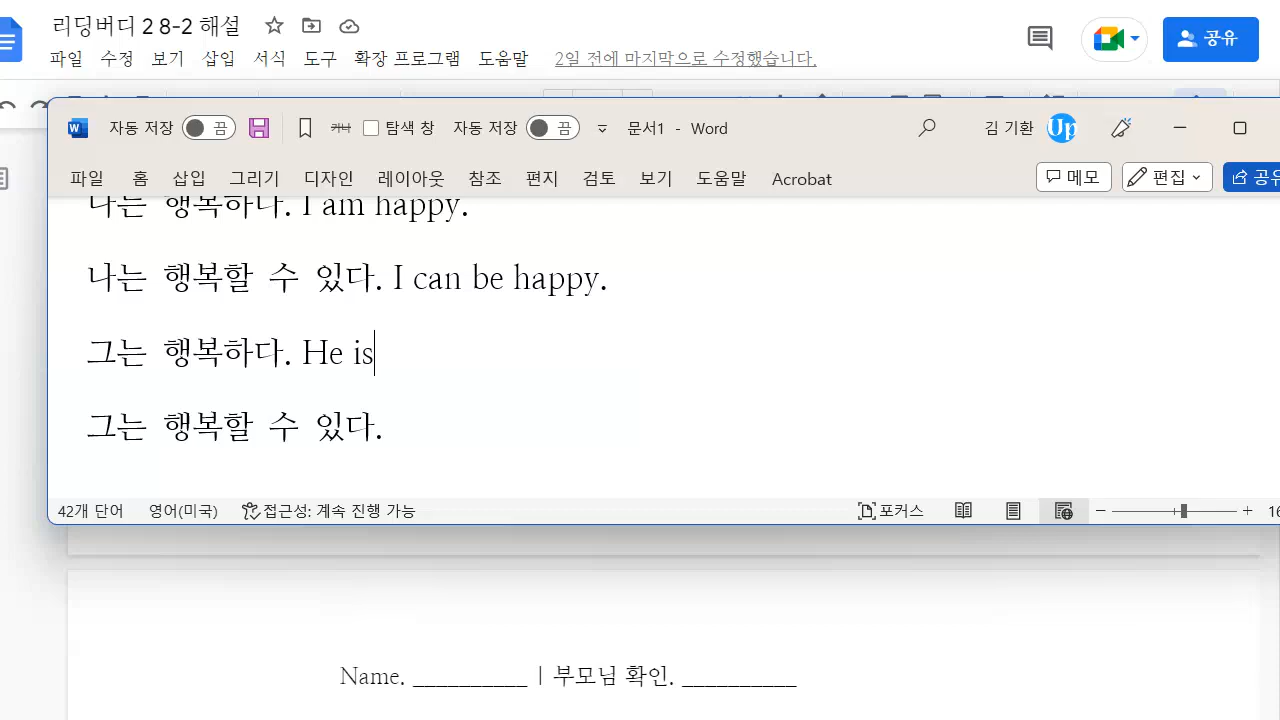 리딩버디 2 8-2 해설
파일 수정 보기 삽입 서식 도구 확장 프로그램 도움말 2일 전에 마지막으로 수정했습니다.
공유
자동 저장 끔 탐색 창 자동 저장 끔 문서1 - Word 김 기환 Up
파일 홈 삽입 그리기 디자인 레이아웃 참조 편지 검토 보기 도움말 Acrobat 메모 편집 공유
나는 행복하다. I am happy.
나는 행복할 수 있다. I can be happy.
그는 행복하다. He is
그는 행복할 수 있다.
42개 단어 영어(미국) 접근성: 계속 진행 가능 포커스
Name. __________ | 부모님 확인. __________